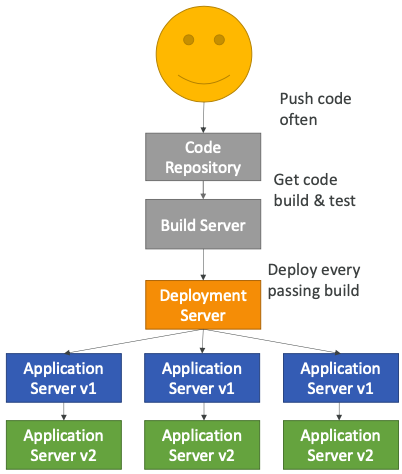 Push code
often
Code
Repository
Get code
build & test
Build Server
Deploy every
passing build
Deployment
Server
Application
Server v1
Application
Server v1
Application
Server v1
Application
Server v2
Application
Server v2
Application
Server v2